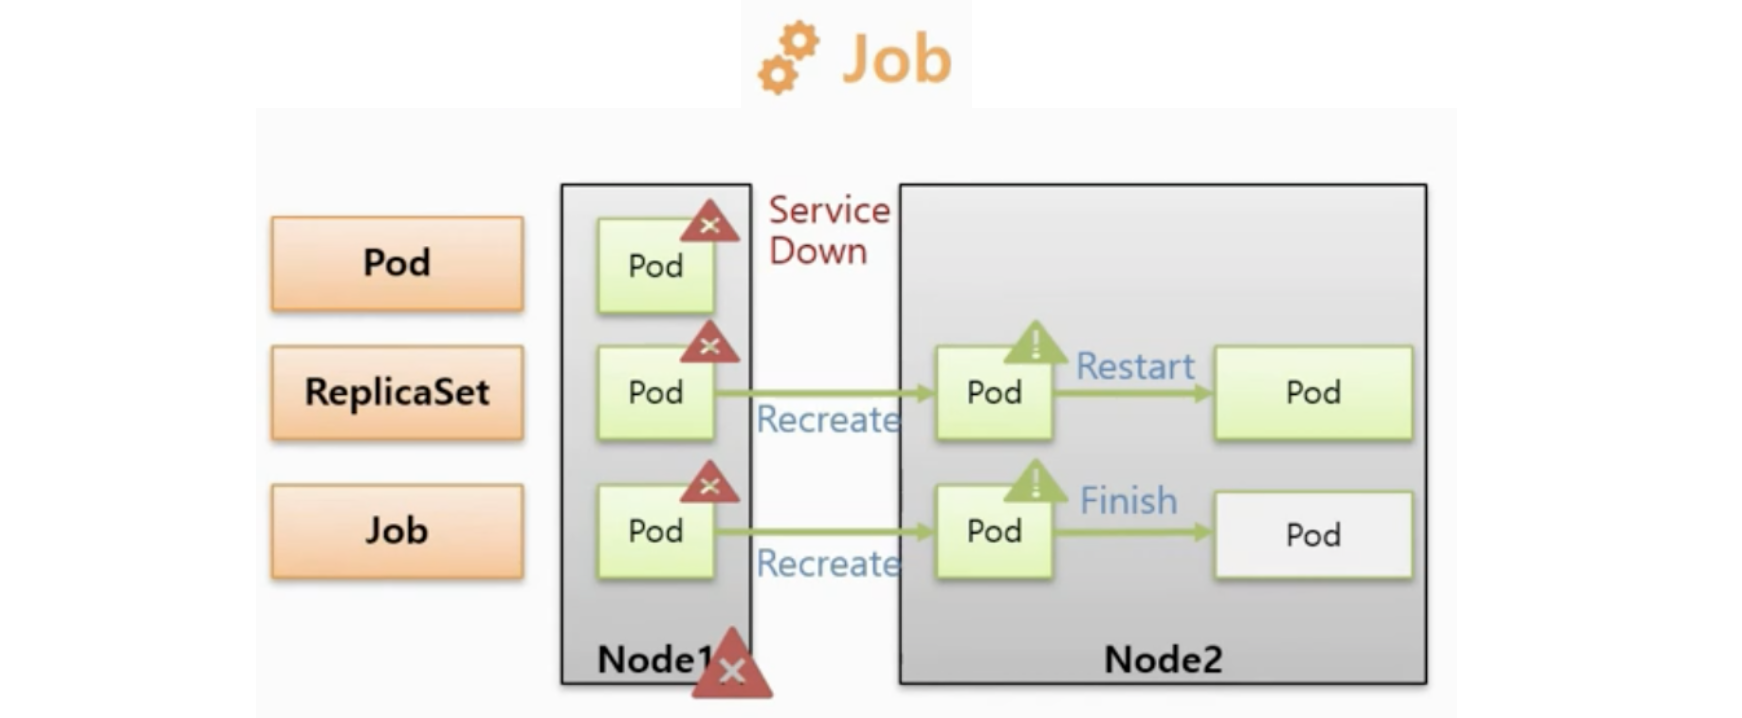 Job
Pod
Pod
Service
Down
ReplicaSet
Pod
Recreate
Pod
Restart
Pod
Job
Pod
Recreate
Pod
Finish
Pod
Node1
Node2